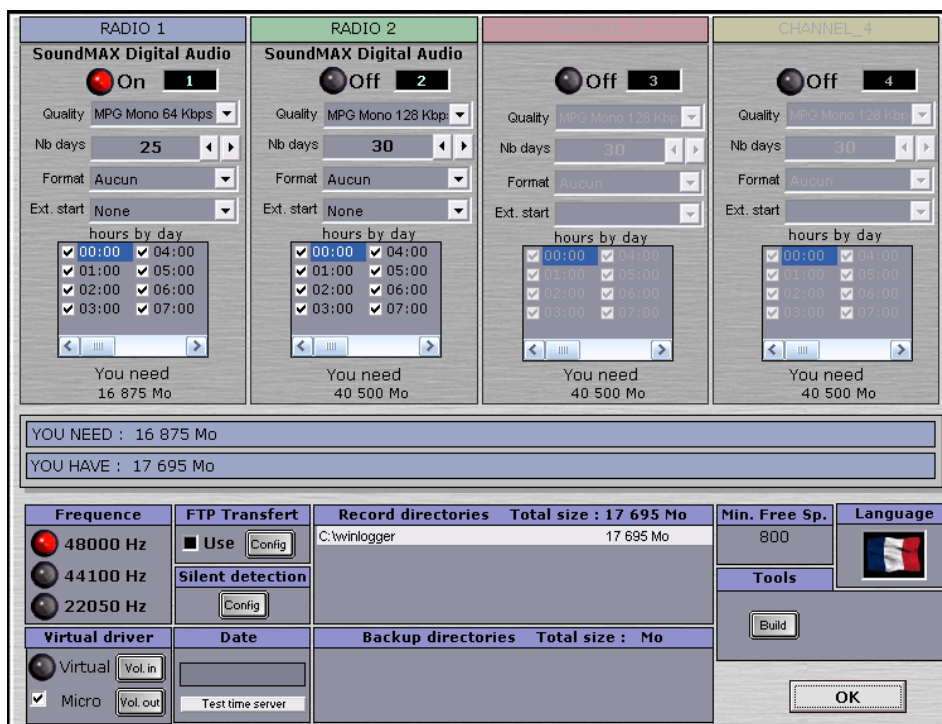 RADIO 1
SoundMAX Digital Audio
On 1
Quality MPG Mono 64 Kbps
Nb days 25
Format Aucun
Ext. start None
hours by day
00:00 04:00
01:00 05:00
02:00 06:00
03:00 07:00
You need
16 875 Mo
RADIO 2
SoundMAX Digital Audio
Off 2
Quality MPG Mono 128 Kbp
Nb days 30
Format Aucun
Ext. start None
hours by day
00:00 04:00
01:00 05:00
02:00 06:00
03:00 07:00
You need
40 500 Mo
Off 3
Quality MPG Mono 128 Kbp
Nb days 30
Format Aucun
Ext. start
hours by day
00:00 04:00
01:00 05:00
02:00 06:00
03:00 07:00
You need
40 500 Mo
CHANNEL_4
Off 4
Quality MPG Mono 128 Kbp
Nb days 30
Format Aucun
Ext. start
hours by day
00:00 04:00
01:00 05:00
02:00 06:00
03:00 07:00
You need
40 500 Mo
YOU NEED : 16 875 Mo
YOU HAVE : 17 695 Mo
Frequence
48000 Hz
44100 Hz
22050 Hz
FTP Transfert
Use Config
Silent detection
Config
Record directories Total size : 17 695 Mo
C:\winlogger 17 695 Mo
Min. Free Sp.
800
Language
Tools
Build
Virtual driver
Virtual Vol. in
Micro Vol. out
Date
Test time server
Backup directories Total size : Mo
OK